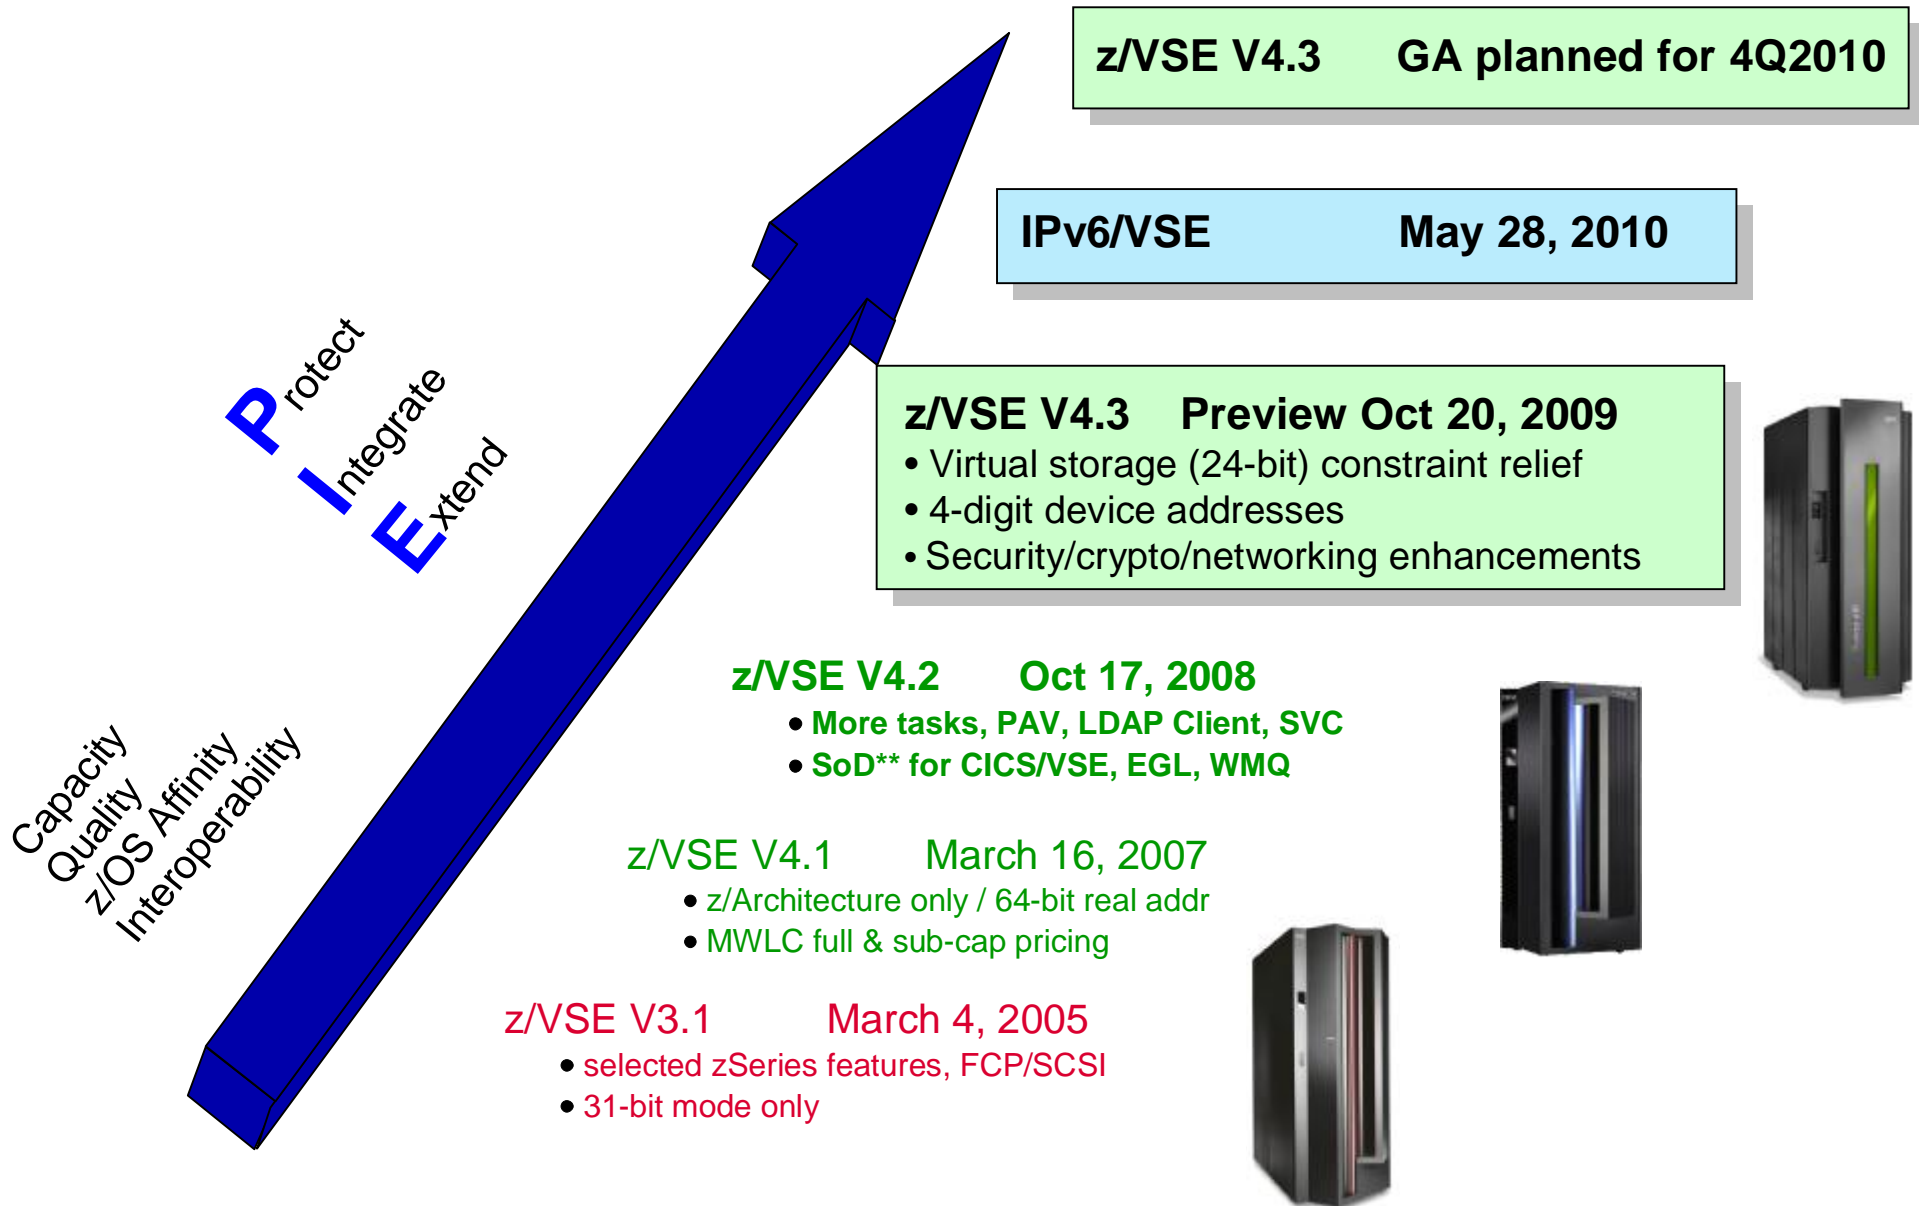 z/VSE V4.3 GA planned for 4Q2010
IPv6/VSE May 28, 2010
Protect
Integrate
Extend
z/VSE V4.3 Preview Oct 20, 2009
• Virtual storage (24-bit) constraint relief
• 4-digit device addresses
• Security/crypto/networking enhancements
z/VSE V4.2 Oct 17, 2008
• More tasks, PAV, LDAP Client, SVC
• SoD** for CICS/VSE, EGL, WMQ
Capacity
Quality
z/OS Affinity
Interoperability
z/VSE V4.1 March 16, 2007
• z/Architecture only / 64-bit real addr
• MWLC full & sub-cap pricing
z/VSE V3.1 March 4, 2005
• selected zSeries features, FCP/SCSI
• 31-bit mode only